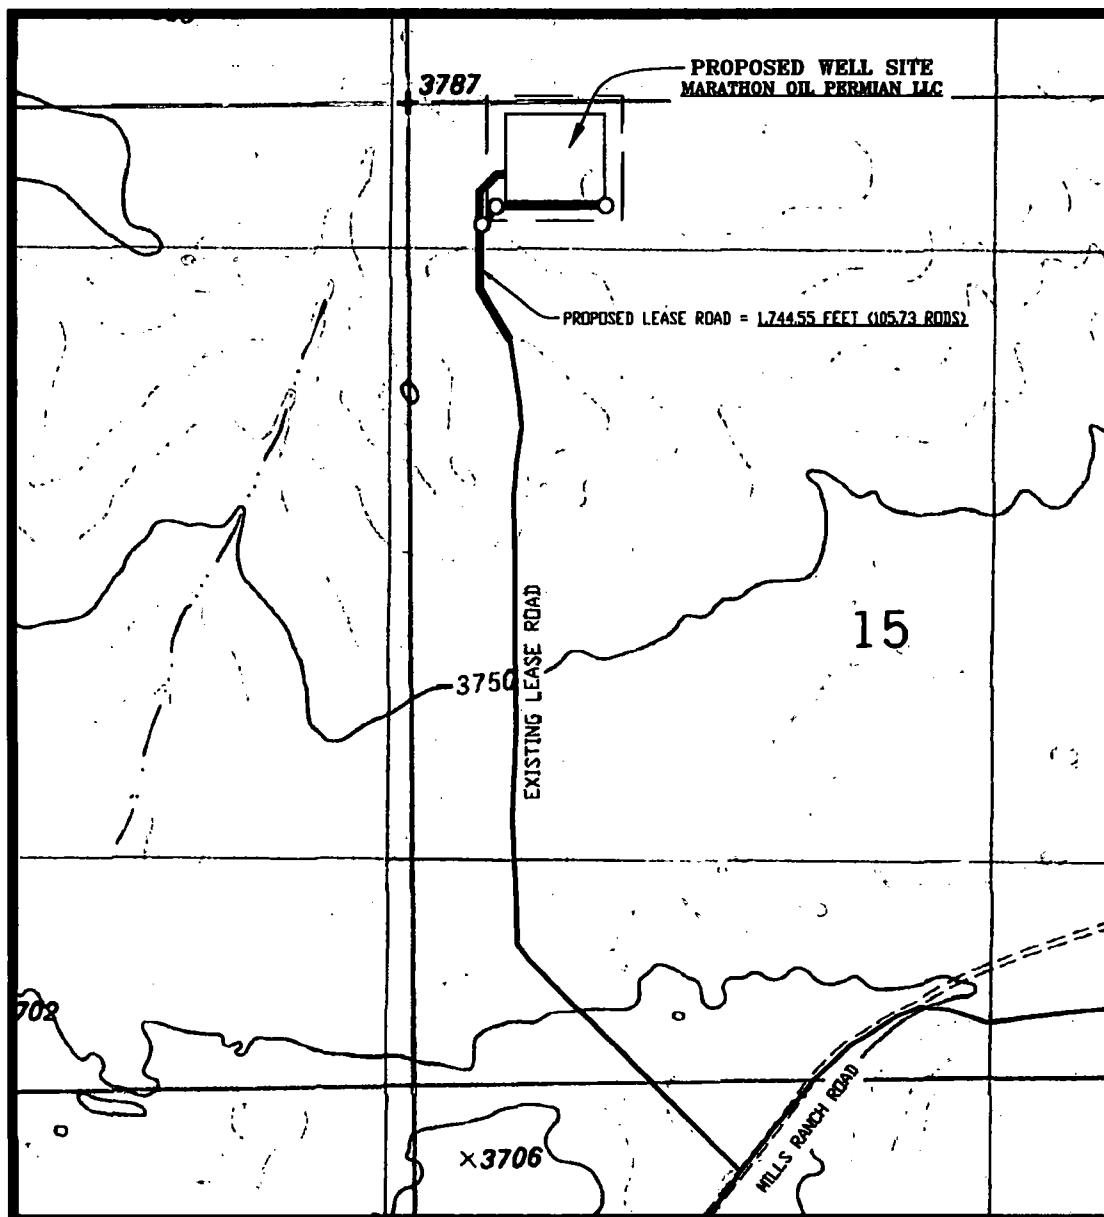 3787
PROPOSED WELL SITE
MARATHON OIL PERMIAN LLC
PROPOSED LEASE ROAD = 1,744.55 FEET (105.73 RODS)
15
EXISTING LEASE ROAD
3750
702
MILLS RANCH ROAD
×3706